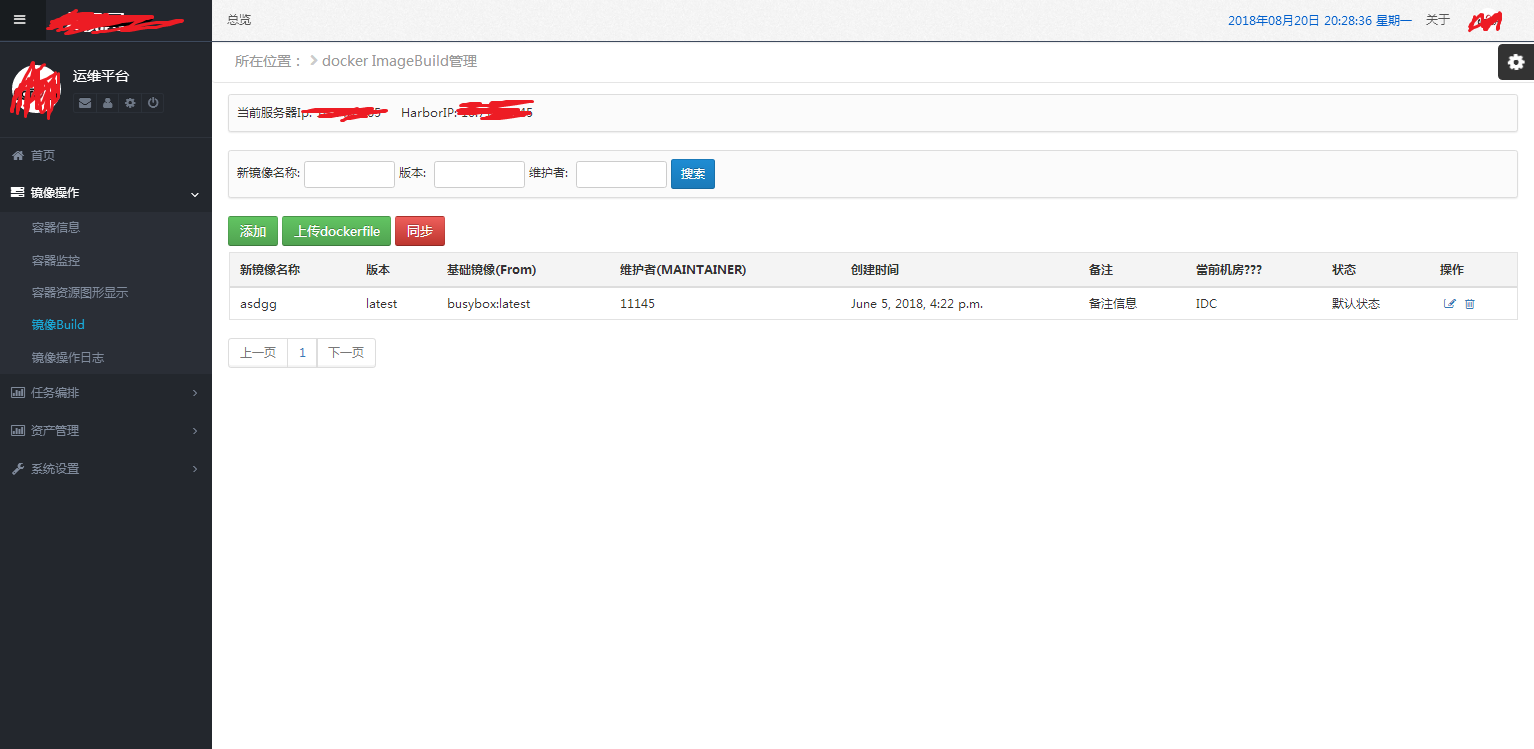 总览
2018年08月20日 20:28:36 星期一 关于
运维平台
首页
镜像操作
容器信息
容器监控
容器资源图形显示
镜像Build
镜像操作日志
任务编排
资产管理
系统设置
所在位置： docker ImageBuild管理
当前服务器Ip: HarborIP:
新镜像名称: 版本: 维护者: 搜索
添加 上传dockerfile 同步
新镜像名称 版本 基础镜像(From) 维护者(MAINTAINER) 创建时间 备注 當前机房??? 状态 操作
asdgg latest busybox:latest 11145 June 5, 2018, 4:22 p.m. 备注信息 IDC 默认状态
上一页 1 下一页